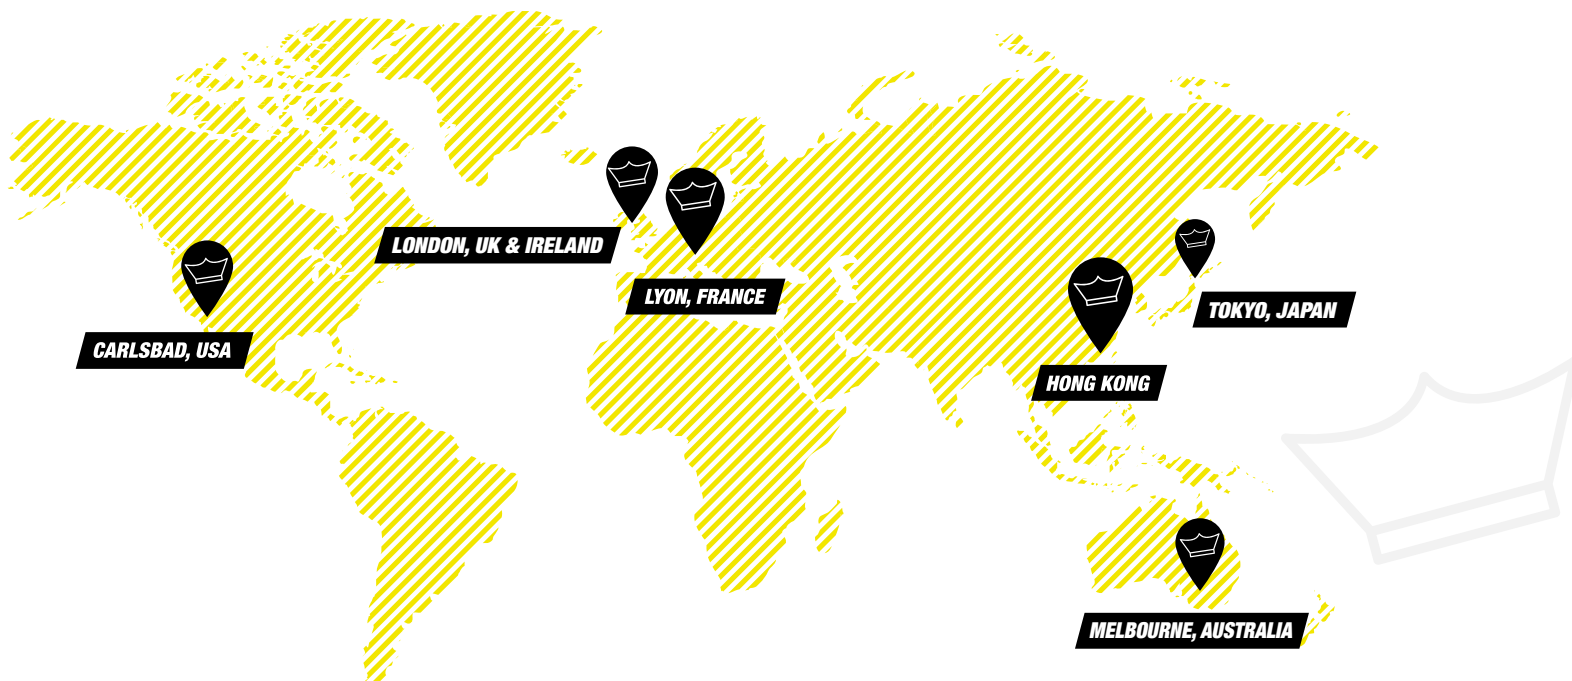 LONDON, UK & IRELAND
LYON, FRANCE
TOKYO, JAPAN
CARLSBAD, USA
HONG KONG
MELBOURNE, AUSTRALIA